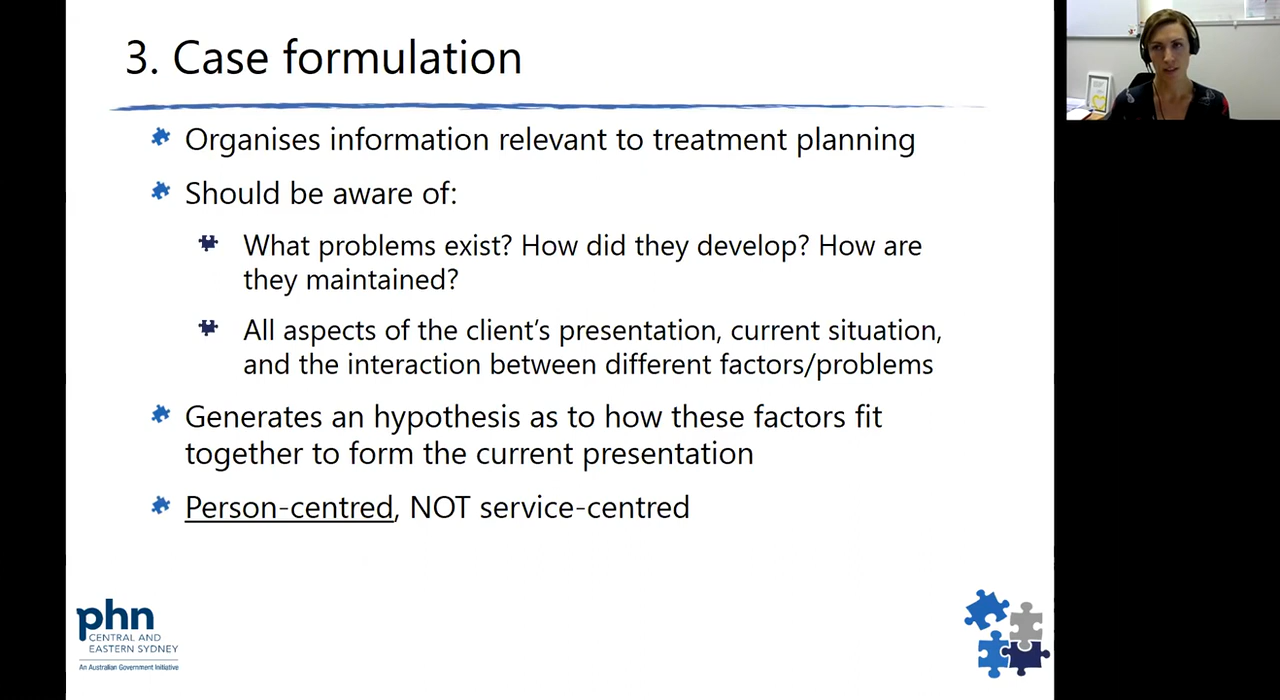 3. Case formulation
Organises information relevant to treatment planning
Should be aware of:
What problems exist? How did they develop? How are
they maintained?
All aspects of the client's presentation, current situation,
and the interaction between different factors/problems
Generates an hypothesis as to how these factors fit
together to form the current presentation
Person-centred, NOT service-centred
phn
CENTRAL AND
EASTERN SYDNEY
An Australian Government Initiative